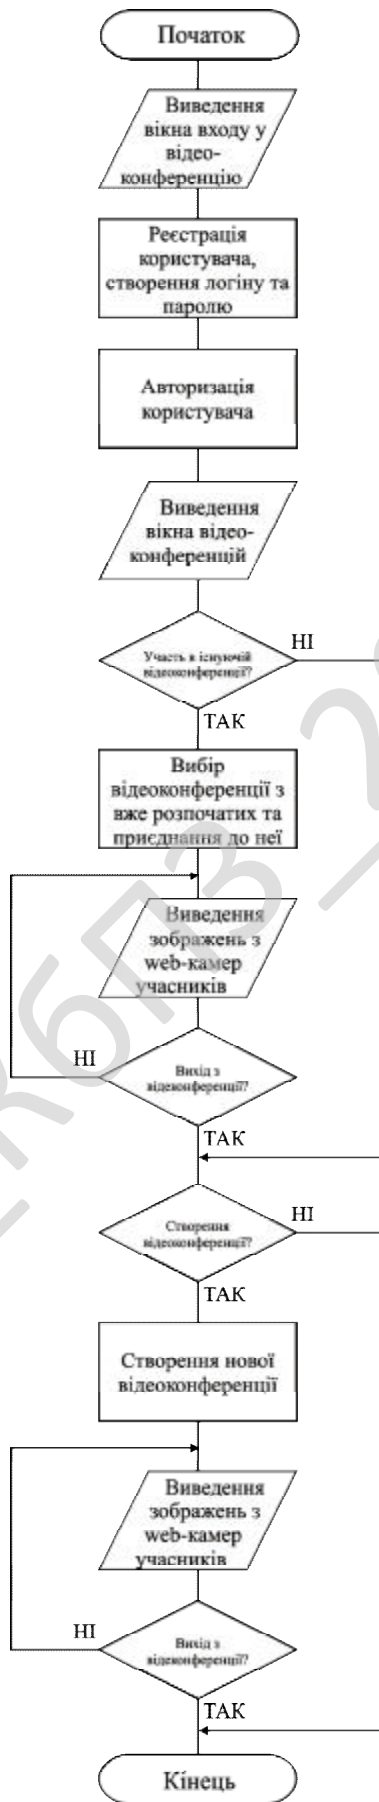 Початок
Виведення
вікна входу у
відео-
конференцію
Реєстрація
користувача,
створення логіну та
паролю
Авторизація
користувача
Виведення
вікна відео-
конференцій
Участь в існуючій
відеоконференції?
НІ
ТАК
Вибір
відеоконференції з
вже розпочатих та
приєднання до неї
Виведення
зображень з
web-камер
учасників
НІ
Вихід з
відеконференції?
ТАК
Створення
відеоконференції?
НІ
ТАК
Створення нової
відеоконференції
Виведення
зображень з
web-камер
учасників
НІ
Вихід з
відеконференції?
ТАК
Кінець